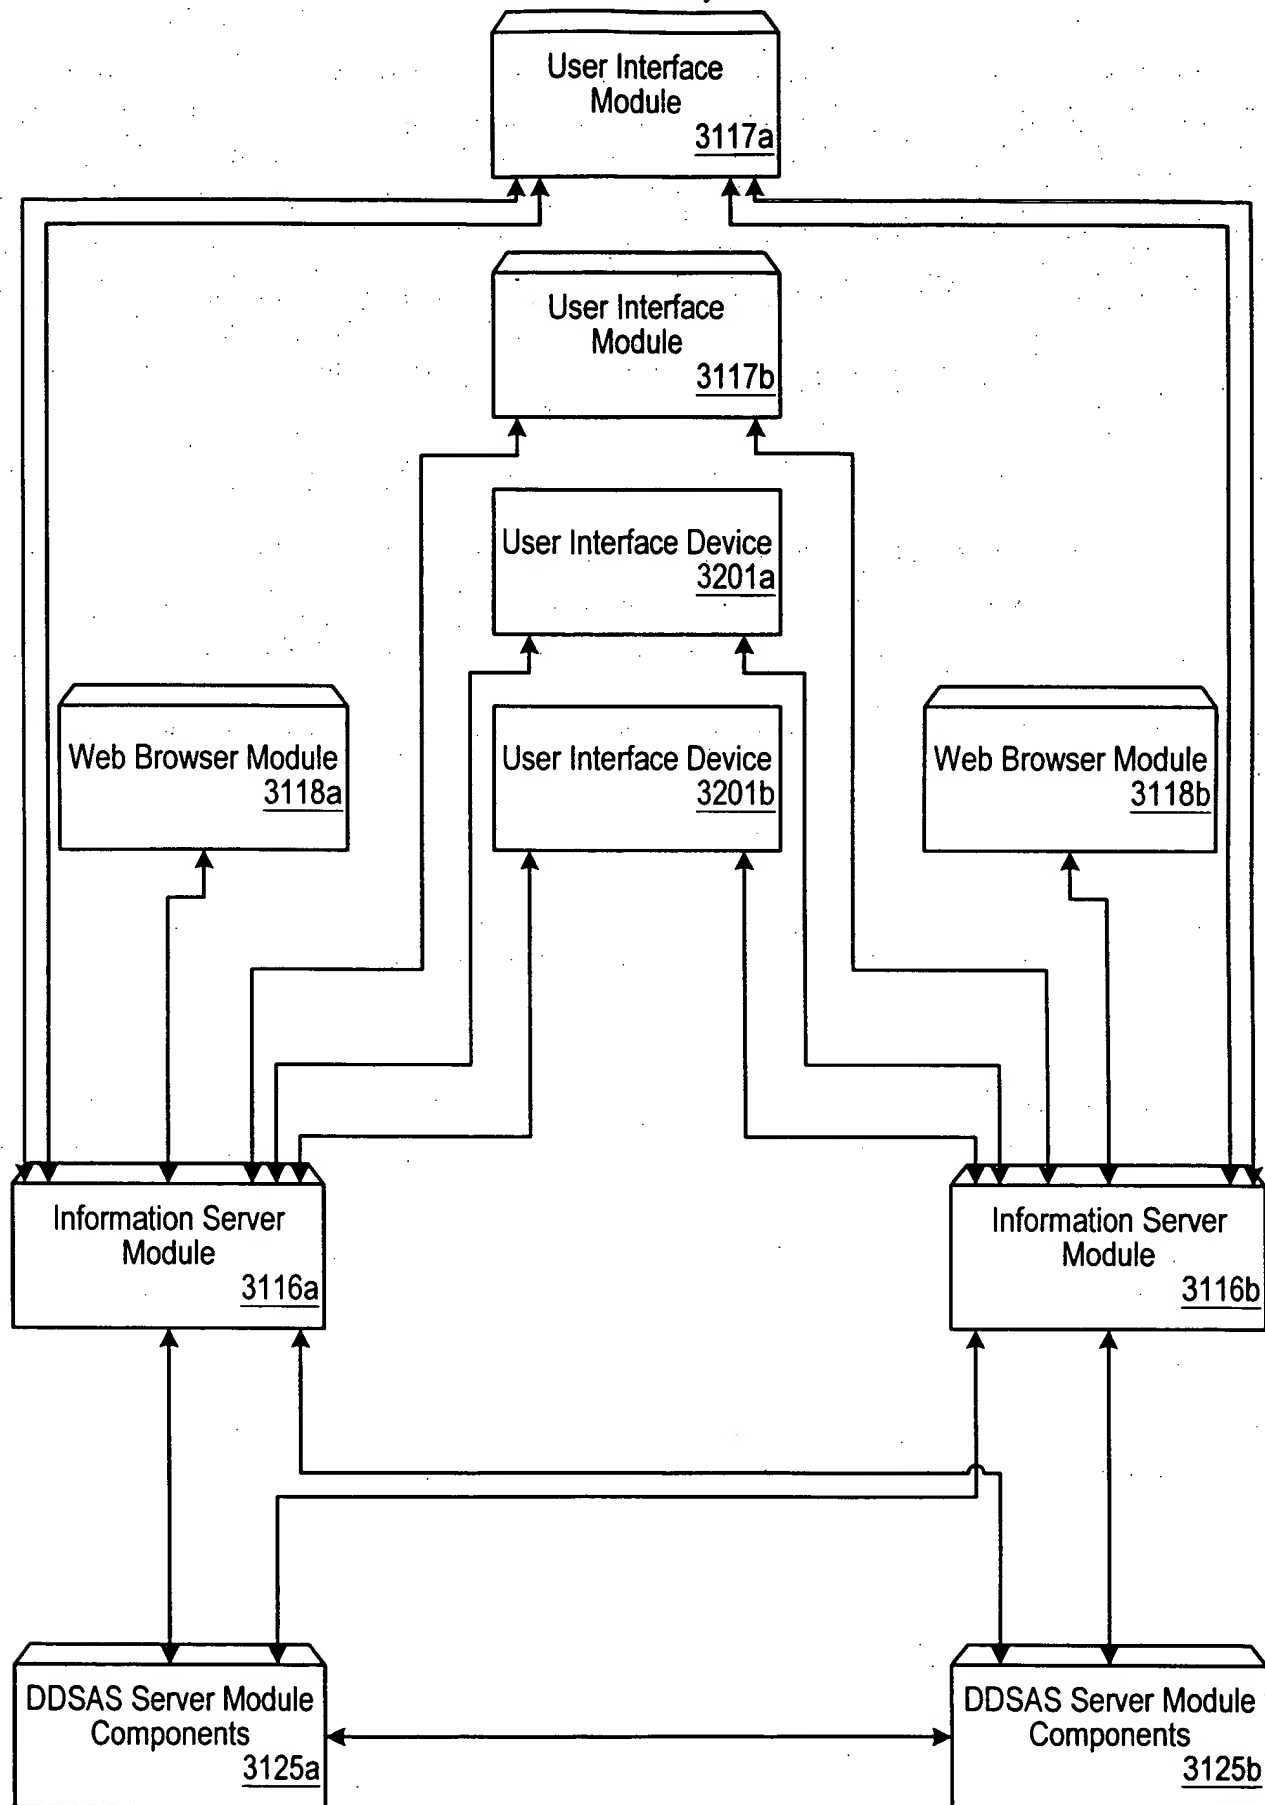 User Interface
Module
3117a
User Interface
Module
3117b
User Interface Device
3201a
Web Browser Module
3118a
User Interface Device
3201b
Web Browser Module
3118b
Information Server
Module
3116a
Information Server
Module
3116b
DDSAS Server Module
Components
3125a
DDSAS Server Module
Components
3125b